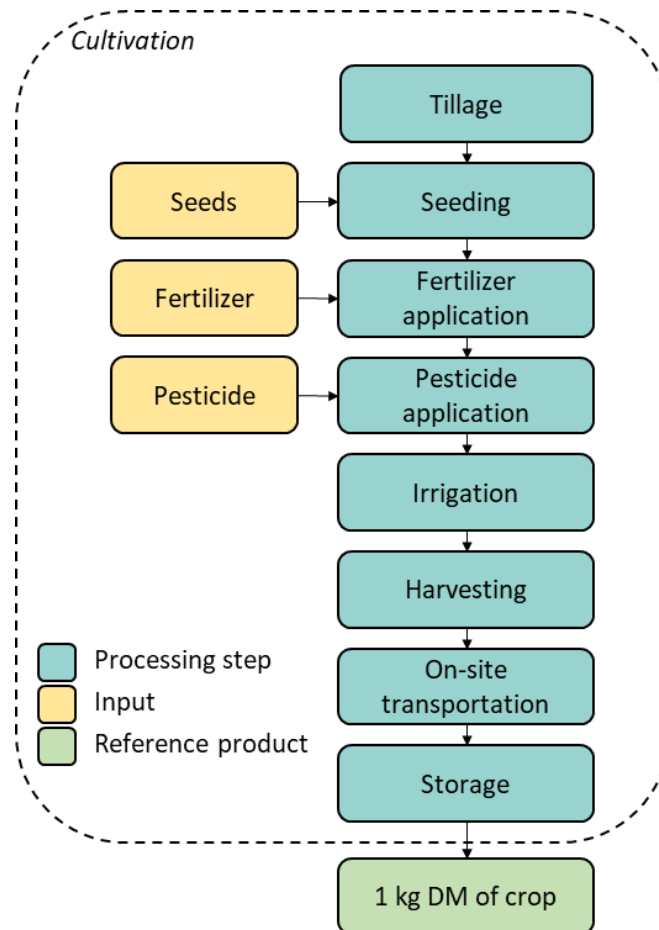 Cultivation
Tillage
Seeds
Seeding
Fertilizer
Fertilizer
application
Pesticide
Pesticide
application
Irrigation
Harvesting
Processing step
Input
Reference product
On-site
transportation
Storage
1 kg DM of crop